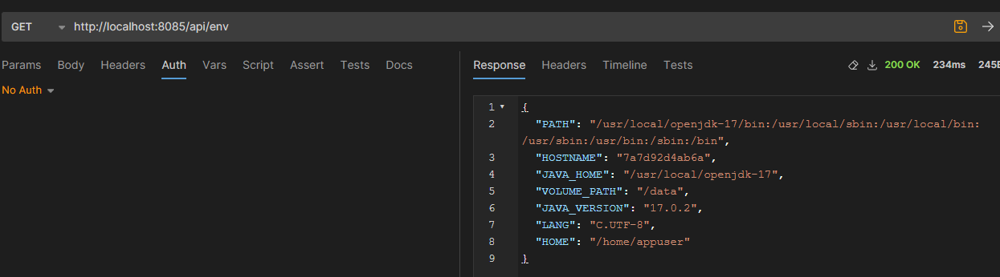 GET http://localhost:8085/api/env
Params Body Headers Auth Vars Script Assert Tests Docs
No Auth
Response Headers Timeline Tests 200 OK 234ms 245B
1 {
2 "PATH": "/usr/local/openjdk-17/bin:/usr/local/sbin:/usr/local/bin:
/usr/sbin:/usr/bin:/sbin:/bin",
3 "HOSTNAME": "7a7d92d4ab6a",
4 "JAVA_HOME": "/usr/local/openjdk-17",
5 "VOLUME_PATH": "/data",
6 "JAVA_VERSION": "17.0.2",
7 "LANG": "C.UTF-8",
8 "HOME": "/home/appuser"
9 }